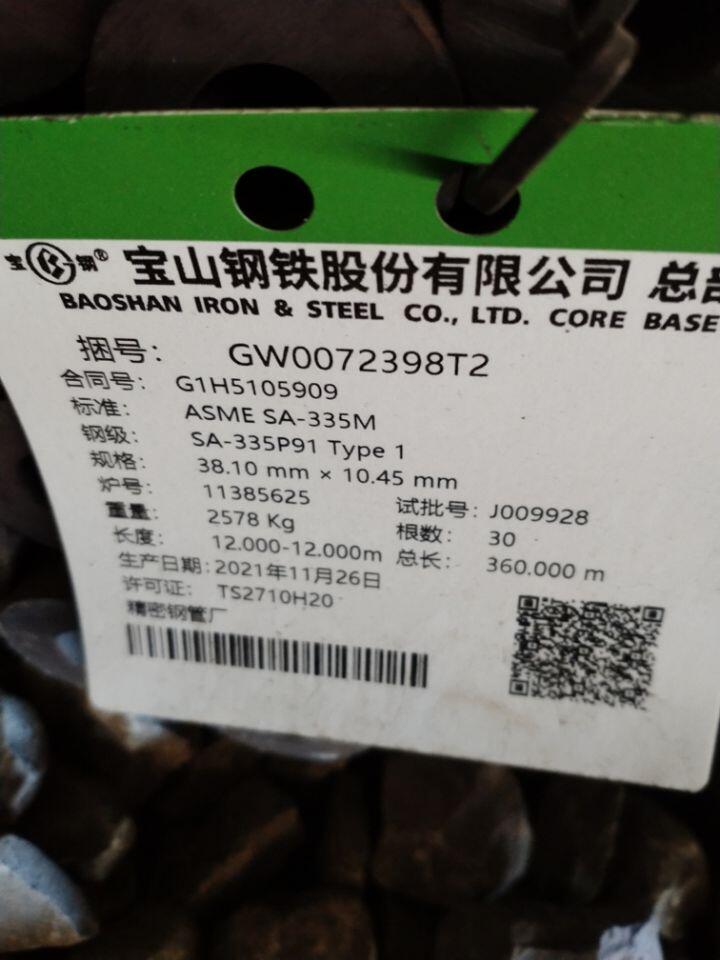 宝钢® 宝山钢铁股份有限公司 总部
BAOSHAN IRON & STEEL CO., LTD. CORE BASE
捆号： GW0072398T2
合同号： G1H5105909
标准： ASME SA-335M
钢级： SA-335P91 Type 1
规格： 38.10 mm × 10.45 mm
炉号： 11385625 试批号： J009928
重量： 2578 Kg 根数： 30
长度： 12.000-12.000m 总长： 360.000 m
生产日期：2021年11月26日
许可证： TS2710H20
精密钢管厂